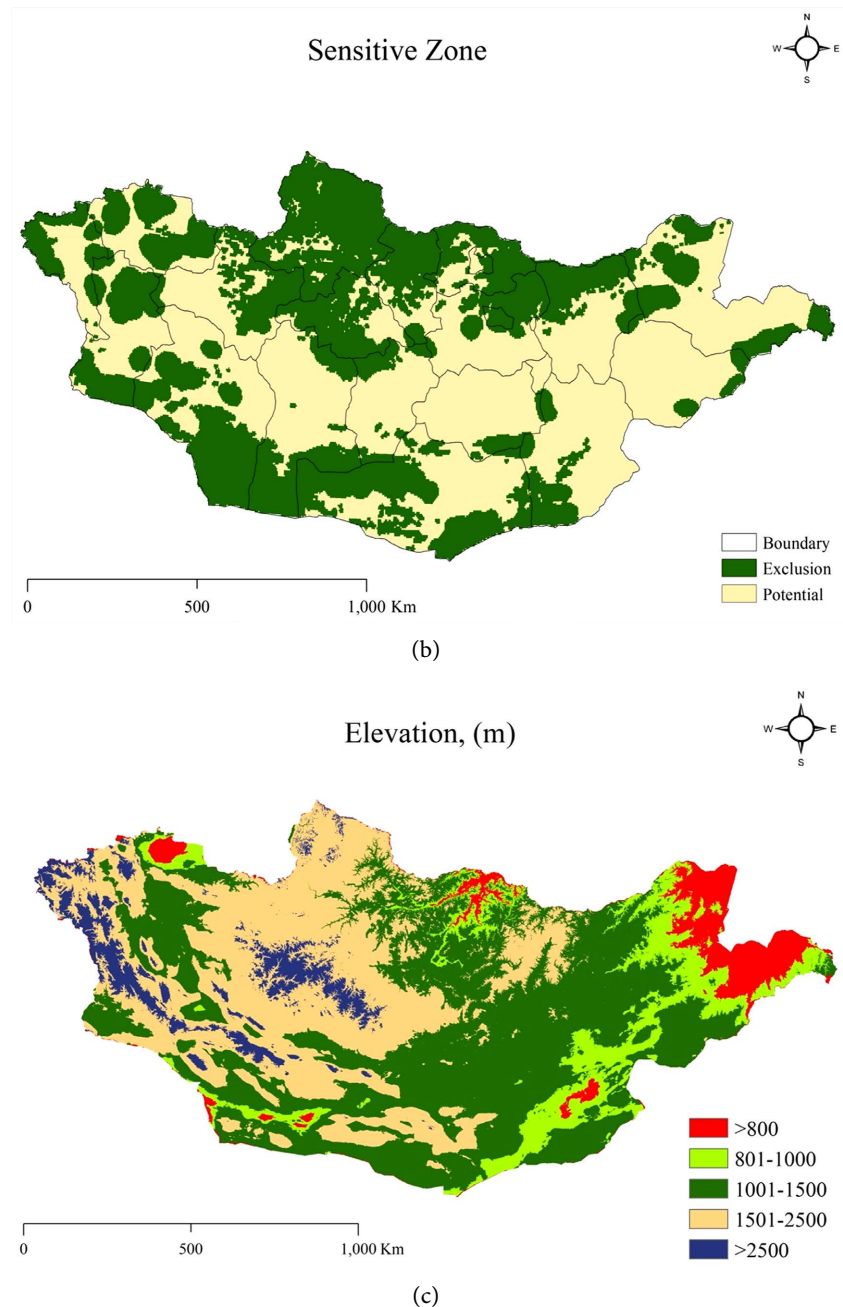 Sensitive Zone
N
W E
S
Boundary
Exclusion
Potential
0 500 1,000 Km
(b)
Elevation, (m)
N
W E
S
>800
801-1000
1001-1500
1501-2500
>2500
0 500 1,000 Km
(c)